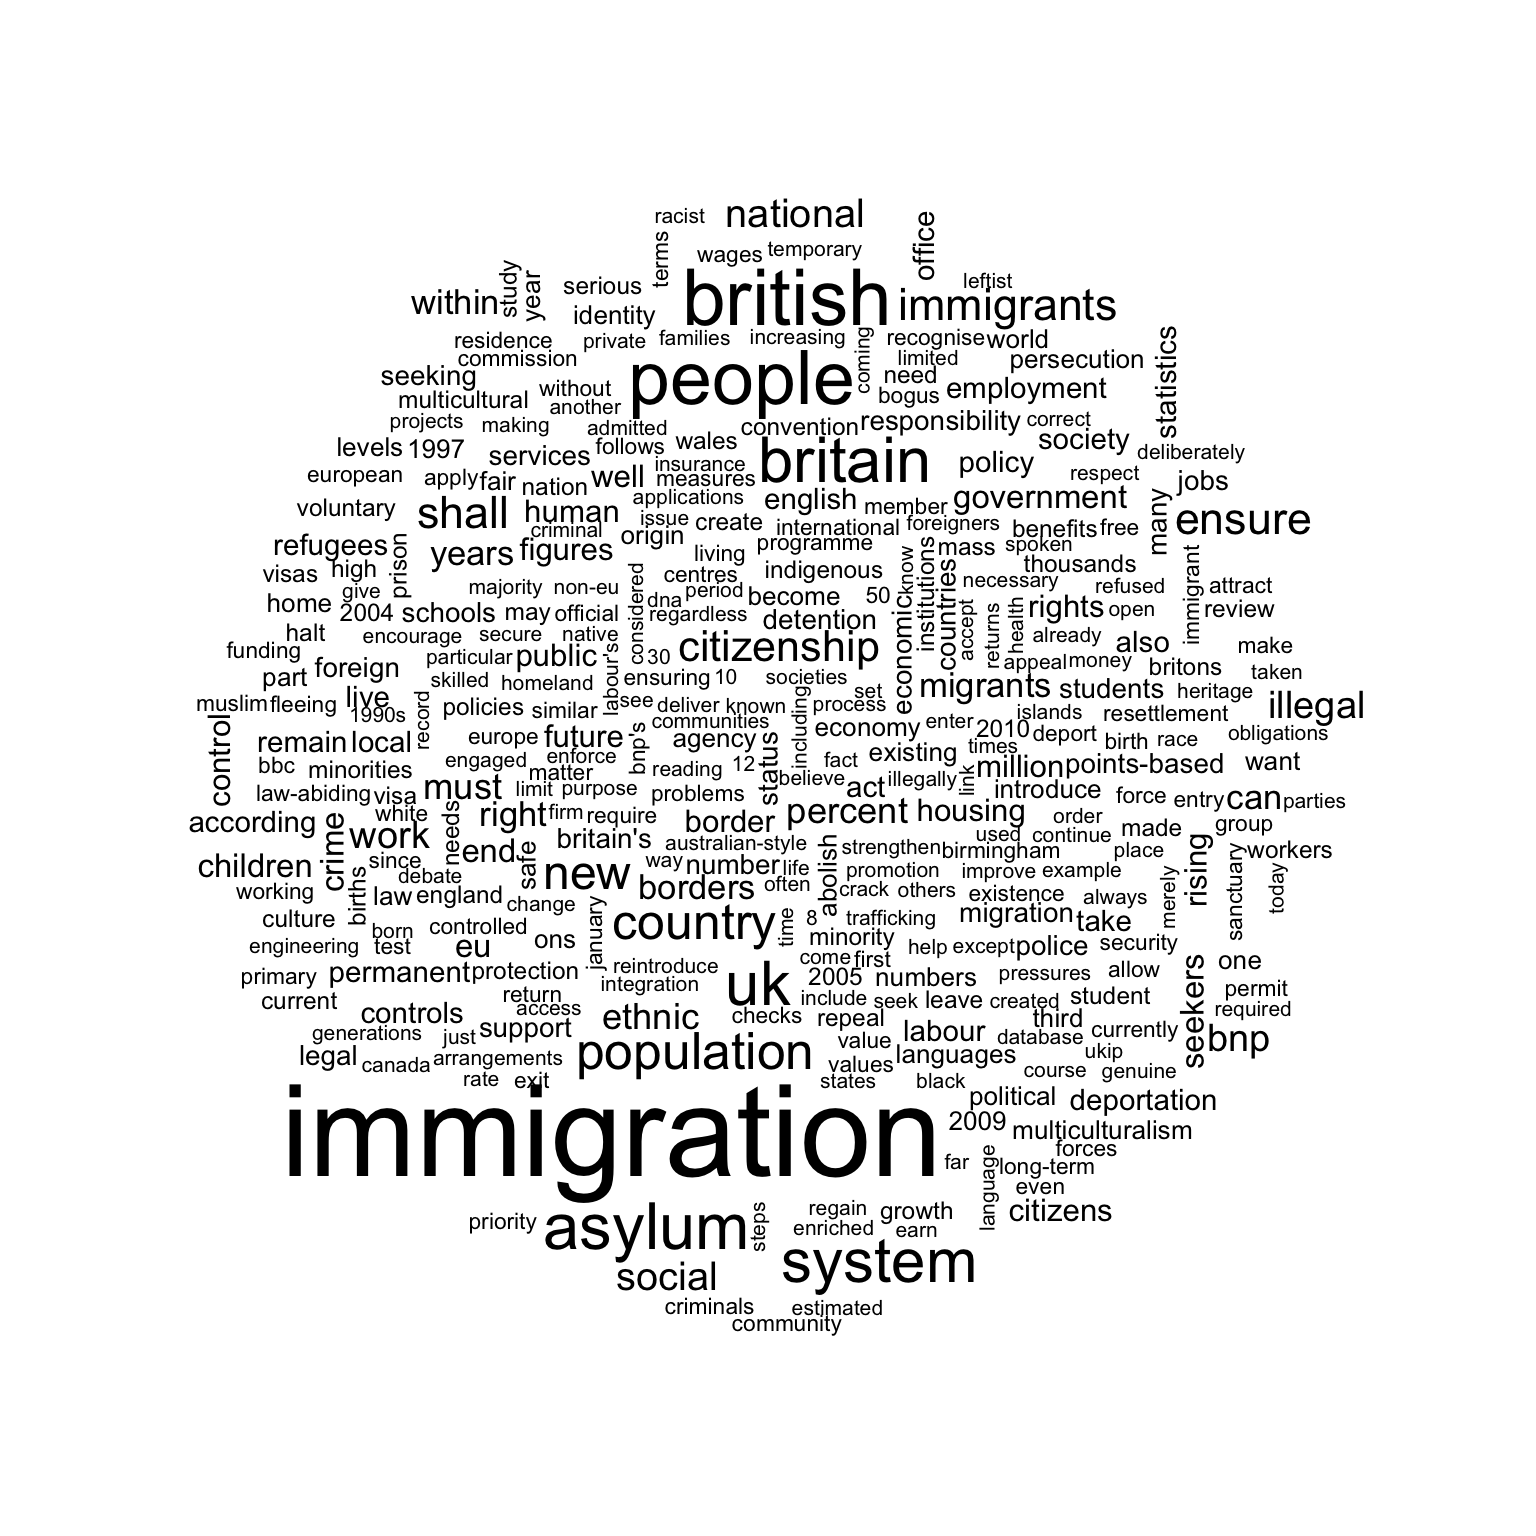 racist national
terms wages temporary office
study year serious british leftist
within identity immigrants
residence private families increasing coming recognise world
commission limited persecution statistics
seeking people need
multicultural without bogus employment
another
projects making admitted convention responsibility correct
levels 1997 follows wales society deliberately
services insurance britain policy
european apply fair nation well measures respect jobs
applications english member government many
voluntary shall human issue create international foreigners benefits free ensure
criminal origin
refugees years figures living programme know institutions mass spoken immigrant
visas high prison centres indigenous countries thousands
give majority non-eu considered dna period become 50 economic necessary refused attract
home 2004 schools may official regardless detention accept returns health rights open review
halt encourage secure native citizenship already also make
funding particular public 30 appeal money britons
part foreign skilled homeland labour's ensuring 10 societies migrants students heritage taken
muslim fleeing live see deliver known including set process illegal
1990s record policies similar communities economy enter 2010 islands resettlement
control remain local europe future bnp's agency status existing times deport birth race obligations
bbc minorities engaged enforce reading 12 fact link million points-based want
matter believe act illegally
law-abiding visa must limit purpose problems introduce force entry can parties
according white needs right firm require border percent housing order group
crime work britain's australian-style abolish strengthen used continue made rising
children since end safe way number life birmingham place sanctuary workers
debate new promotion improve example today
working births law england borders often crack others existence always merely
culture change january country time 8 trafficking migration take
born controlled minority
engineering test eu ons help except police security
come first
primary permanent protection reintroduce uk 2005 numbers pressures allow seekers one
integration
current return include seek leave created student permit
access required
controls ethnic checks repeal third
generations just support labour database currently bnp
value
legal canada arrangements population values languages ukip
rate exit states black course genuine
immigration political deportation
2009 multiculturalism
forces
far language long-term
even
priority asylum steps regain growth citizens
enriched earn
social system
criminals estimated
community